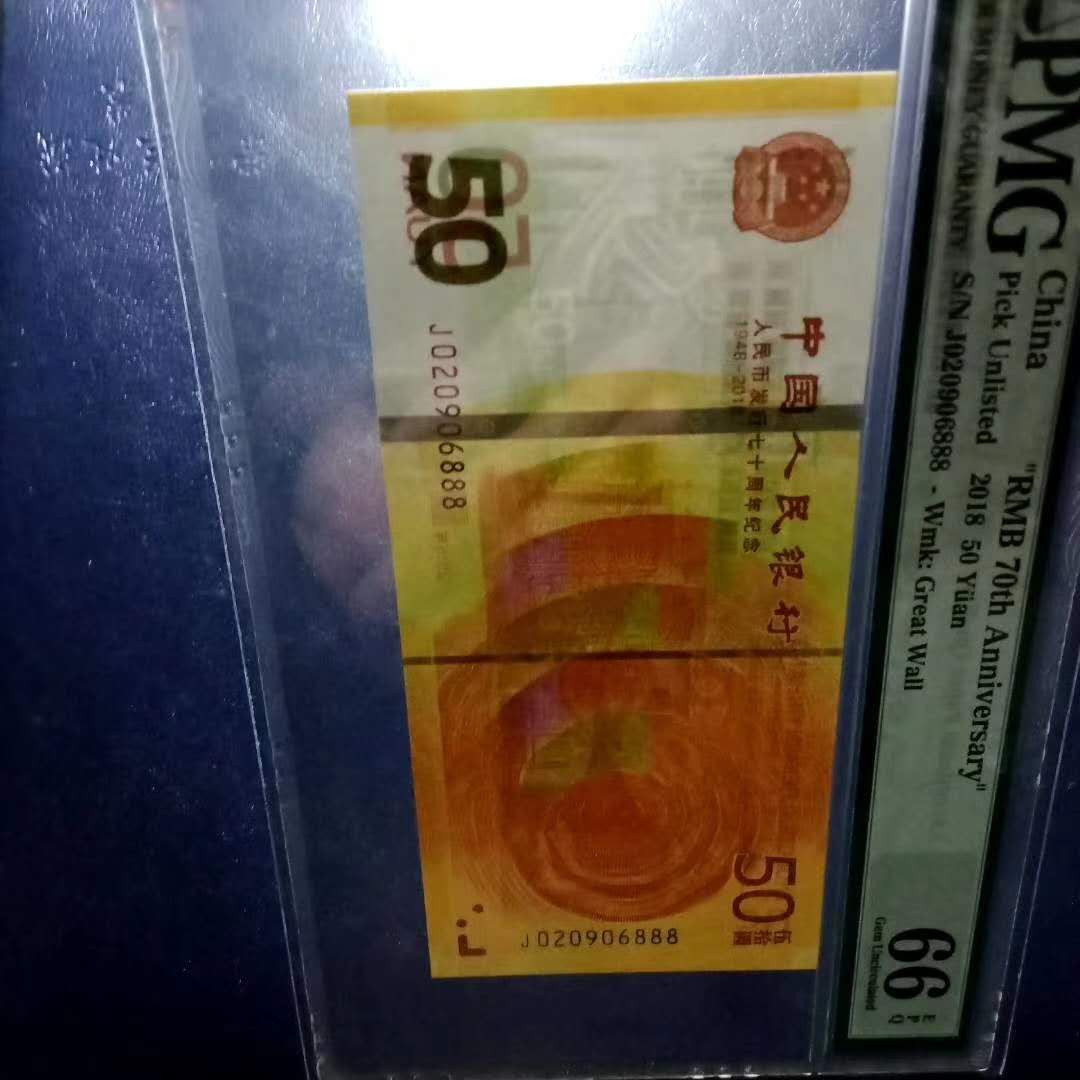 PMG
China
"RMB 70th Anniversary"
Pick Unlisted 2018 50 Yüan
MONEY GUARANTY
S/N J020906888 - Wmk: Great Wall
66
EPQ
Gem Uncirculated
中国人民银行
人民币发行七十周年纪念
50
J020906888
50
伍拾圆
J020906888